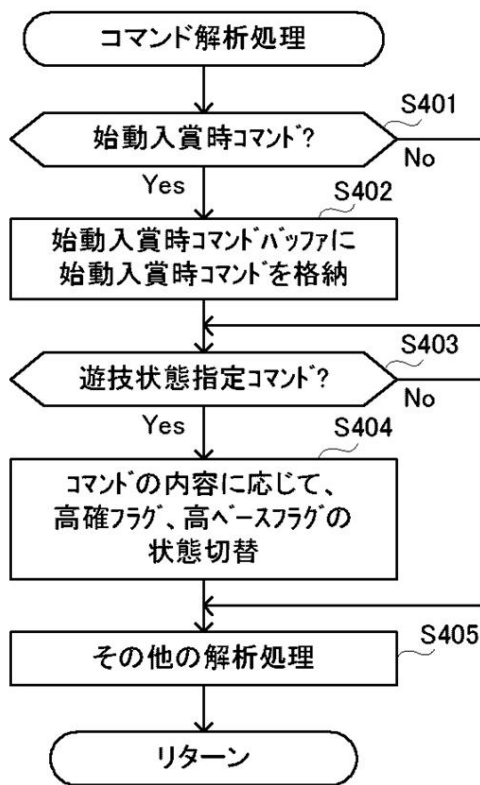 コマンド解析処理
S401
始動入賞時コマンド?
No
Yes
S402
始動入賞時コマンドバッファに
始動入賞時コマンドを格納
S403
遊技状態指定コマンド?
No
Yes
S404
コマンドの内容に応じて、
高確フラグ、高ベースフラグの
状態切替
S405
その他の解析処理
リターン